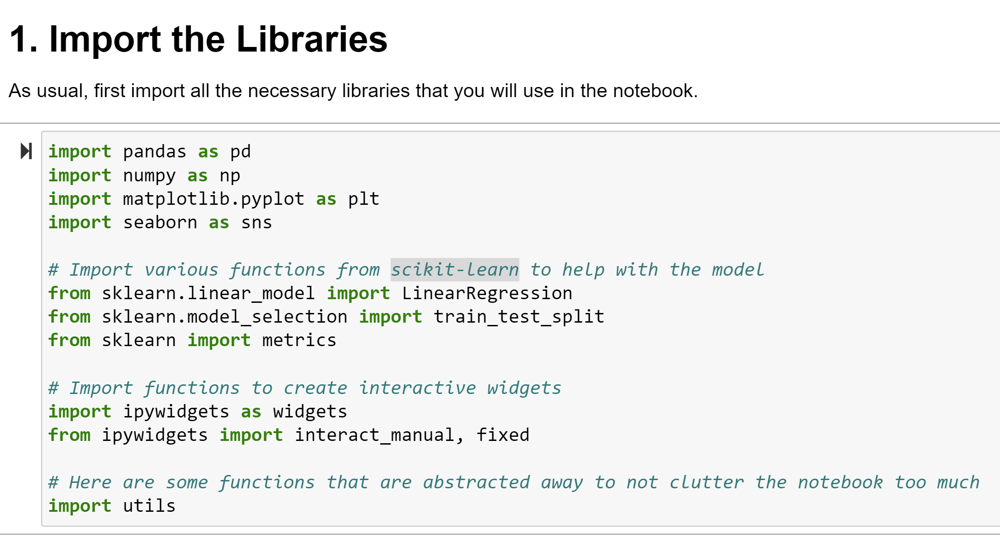 1. Import the Libraries
As usual, first import all the necessary libraries that you will use in the notebook.
import pandas as pd
import numpy as np
import matplotlib.pyplot as plt
import seaborn as sns
# Import various functions from scikit-learn to help with the model
from sklearn.linear_model import LinearRegression
from sklearn.model_selection import train_test_split
from sklearn import metrics
# Import functions to create interactive widgets
import ipywidgets as widgets
from ipywidgets import interact_manual, fixed
# Here are some functions that are abstracted away to not clutter the notebook too much
import utils